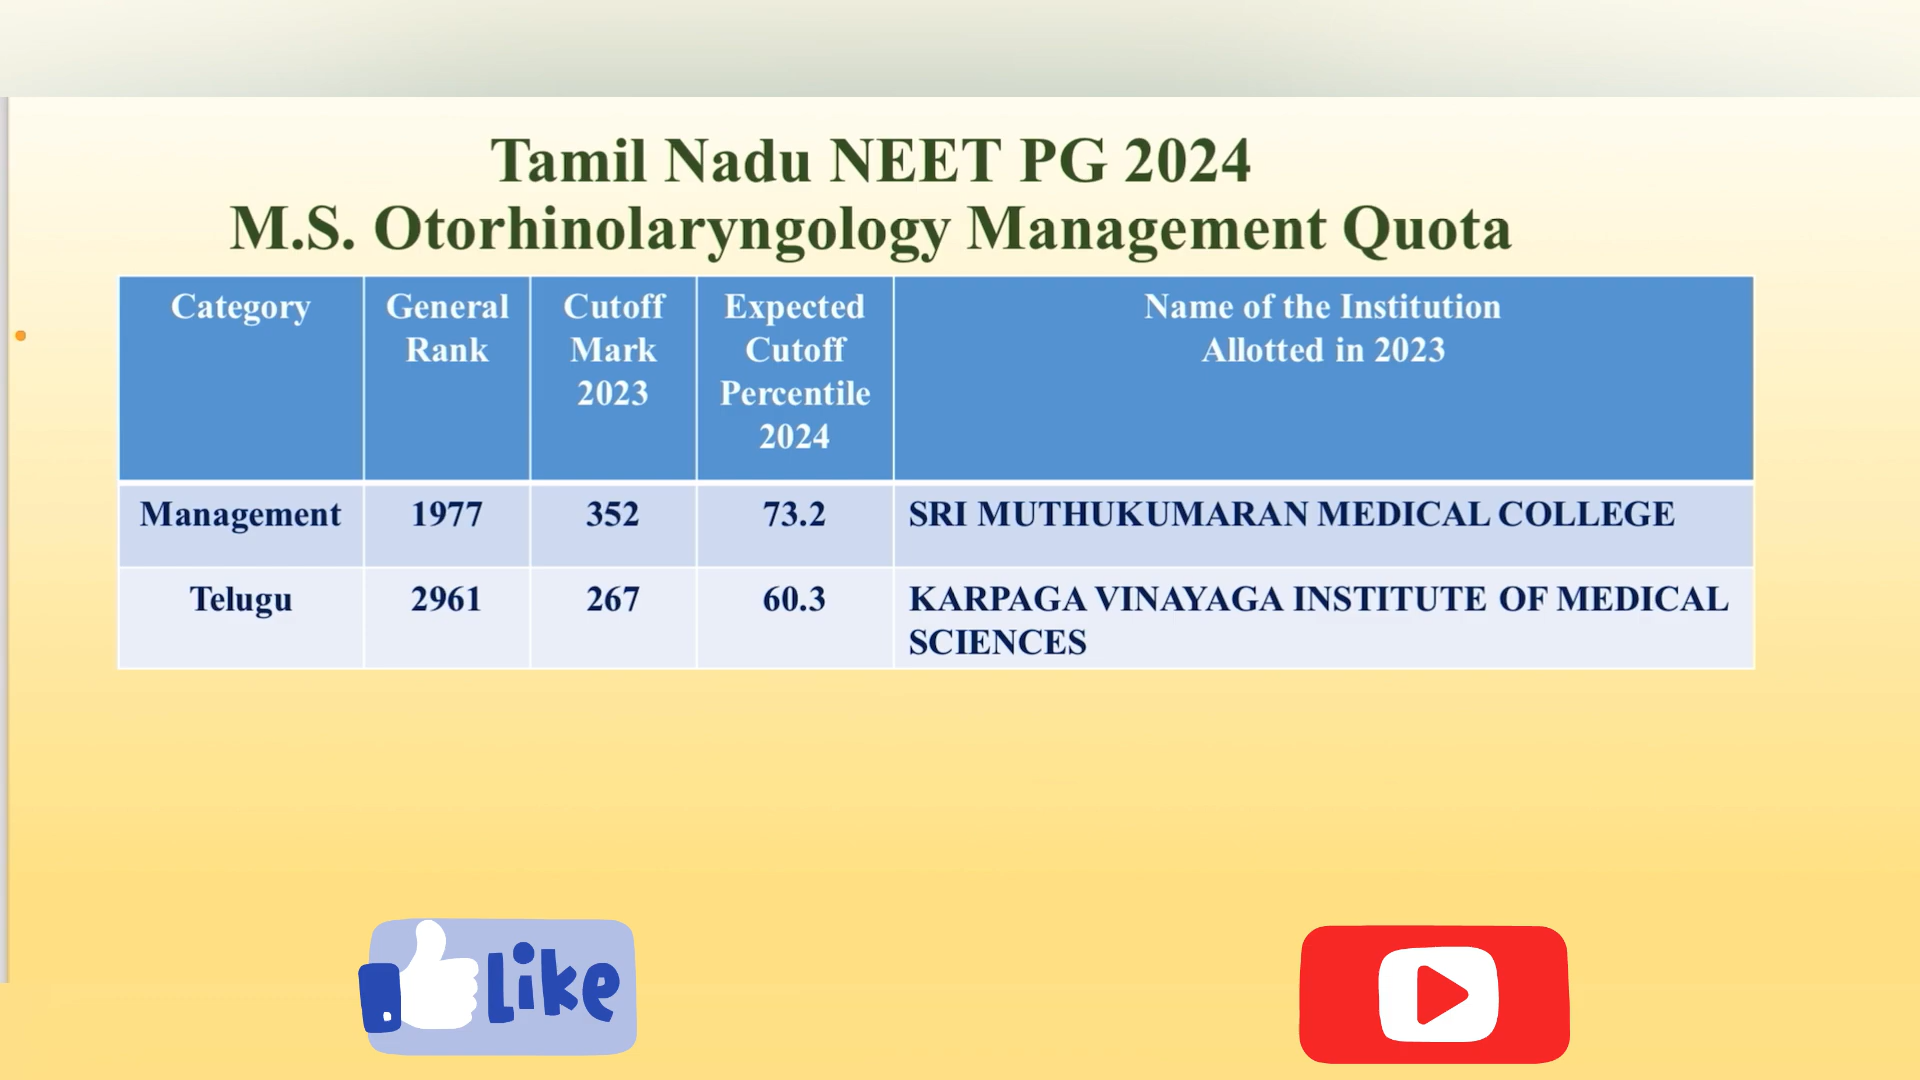 Tamil Nadu NEET PG 2024
M.S. Otorhinolaryngology Management Quota
Category
General
Rank
Cutoff
Mark
2023
Expected
Cutoff
Percentile
2024
Name of the Institution
Allotted in 2023
Management 1977 352 73.2 SRI MUTHUKUMARAN MEDICAL COLLEGE
Telugu 2961 267 60.3 KARPAGA VINAYAGA INSTITUTE OF MEDICAL
SCIENCES
like